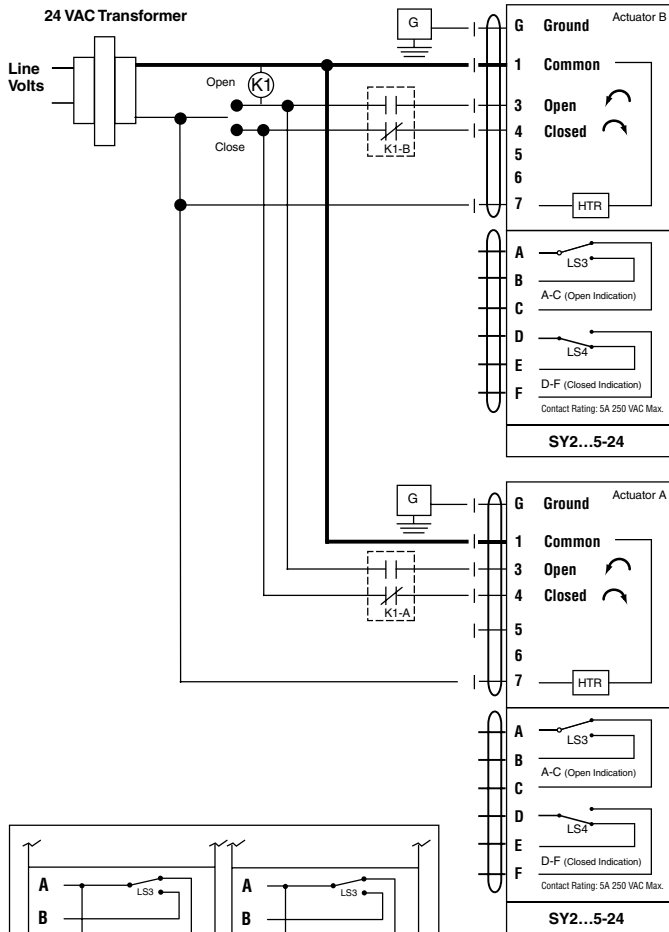 24 VAC Transformer
Line
Volts
Open
K1
Close
K1-B
G
G Ground
Actuator B
1 Common
3 Open
4 Closed
5
6
7
HTR
A
LS3
B
A-C (Open Indication)
C
D
LS4
E
D-F (Closed Indication)
F
Contact Rating: 5A 250 VAC Max.
SY2…5-24
G
G Ground
Actuator A
1 Common
3 Open
4 Closed
K1-A
5
6
7
HTR
A
LS3
B
A-C (Open Indication)
C
D
LS4
E
D-F (Closed Indication)
F
Contact Rating: 5A 250 VAC Max.
SY2…5-24
A
LS3
B
A
LS3
B